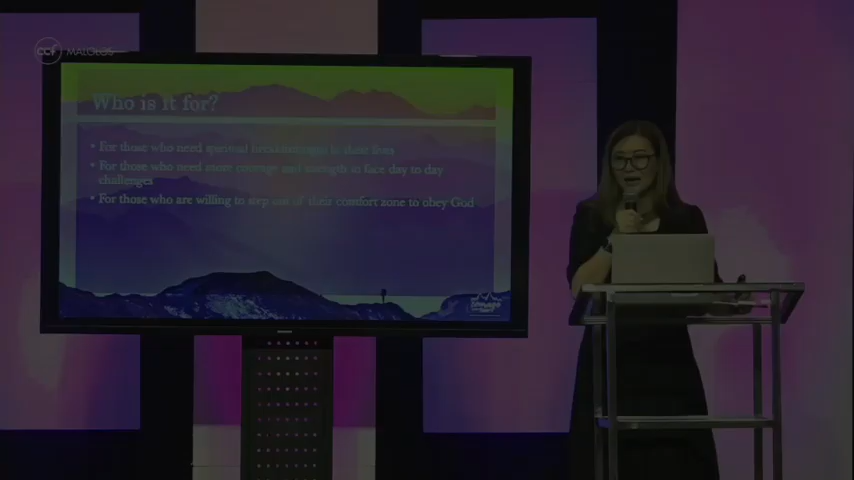 CCF MALOLOS
Who is it for?
• For those who need spiritual breakthroughs in their lives
• For those who need more courage and strength to face day to day
challenges
• For those who are willing to step out of their comfort zone to obey God